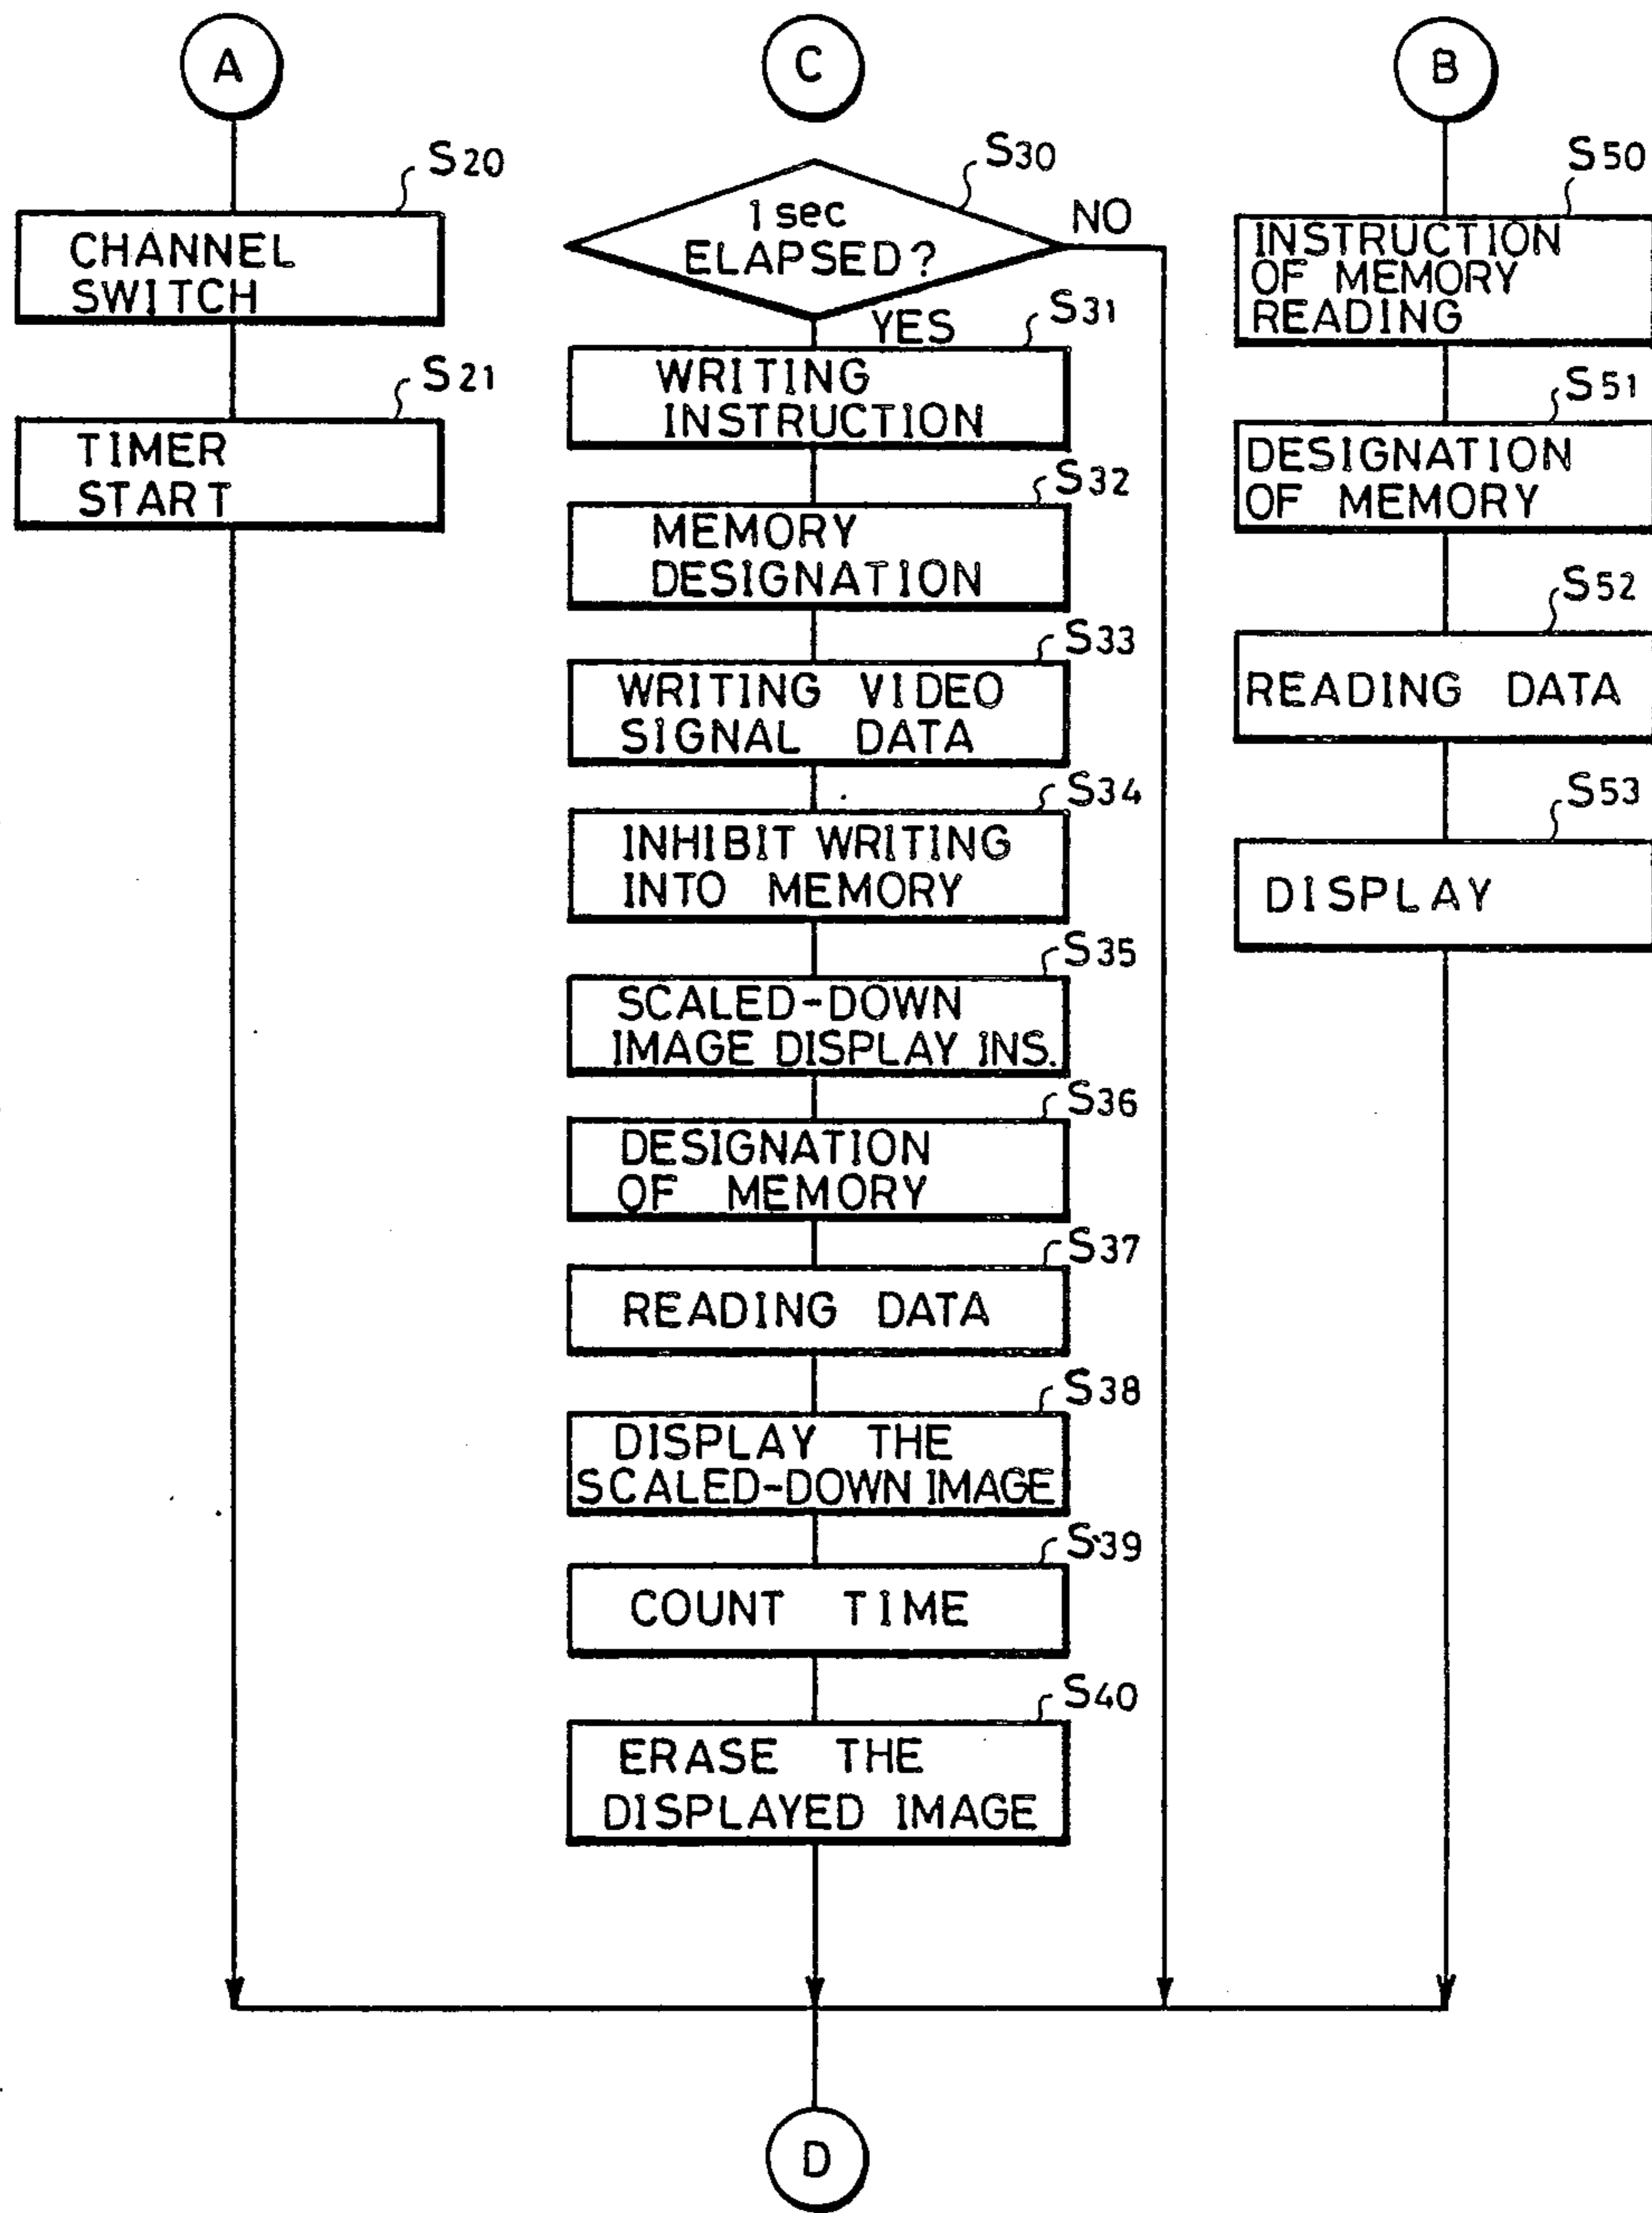 A
S20
CHANNEL
SWITCH
S21
TIMER
START
C
S30
1 sec
ELAPSED?
NO
YES
S31
WRITING
INSTRUCTION
S32
MEMORY
DESIGNATION
S33
WRITING VIDEO
SIGNAL DATA
S34
INHIBIT WRITING
INTO MEMORY
S35
SCALED-DOWN
IMAGE DISPLAY INS.
S36
DESIGNATION
OF MEMORY
S37
READING DATA
S38
DISPLAY THE
SCALED-DOWN IMAGE
S39
COUNT TIME
S40
ERASE THE
DISPLAYED IMAGE
B
S50
INSTRUCTION
OF MEMORY
READING
S51
DESIGNATION
OF MEMORY
S52
READING DATA
S53
DISPLAY
D